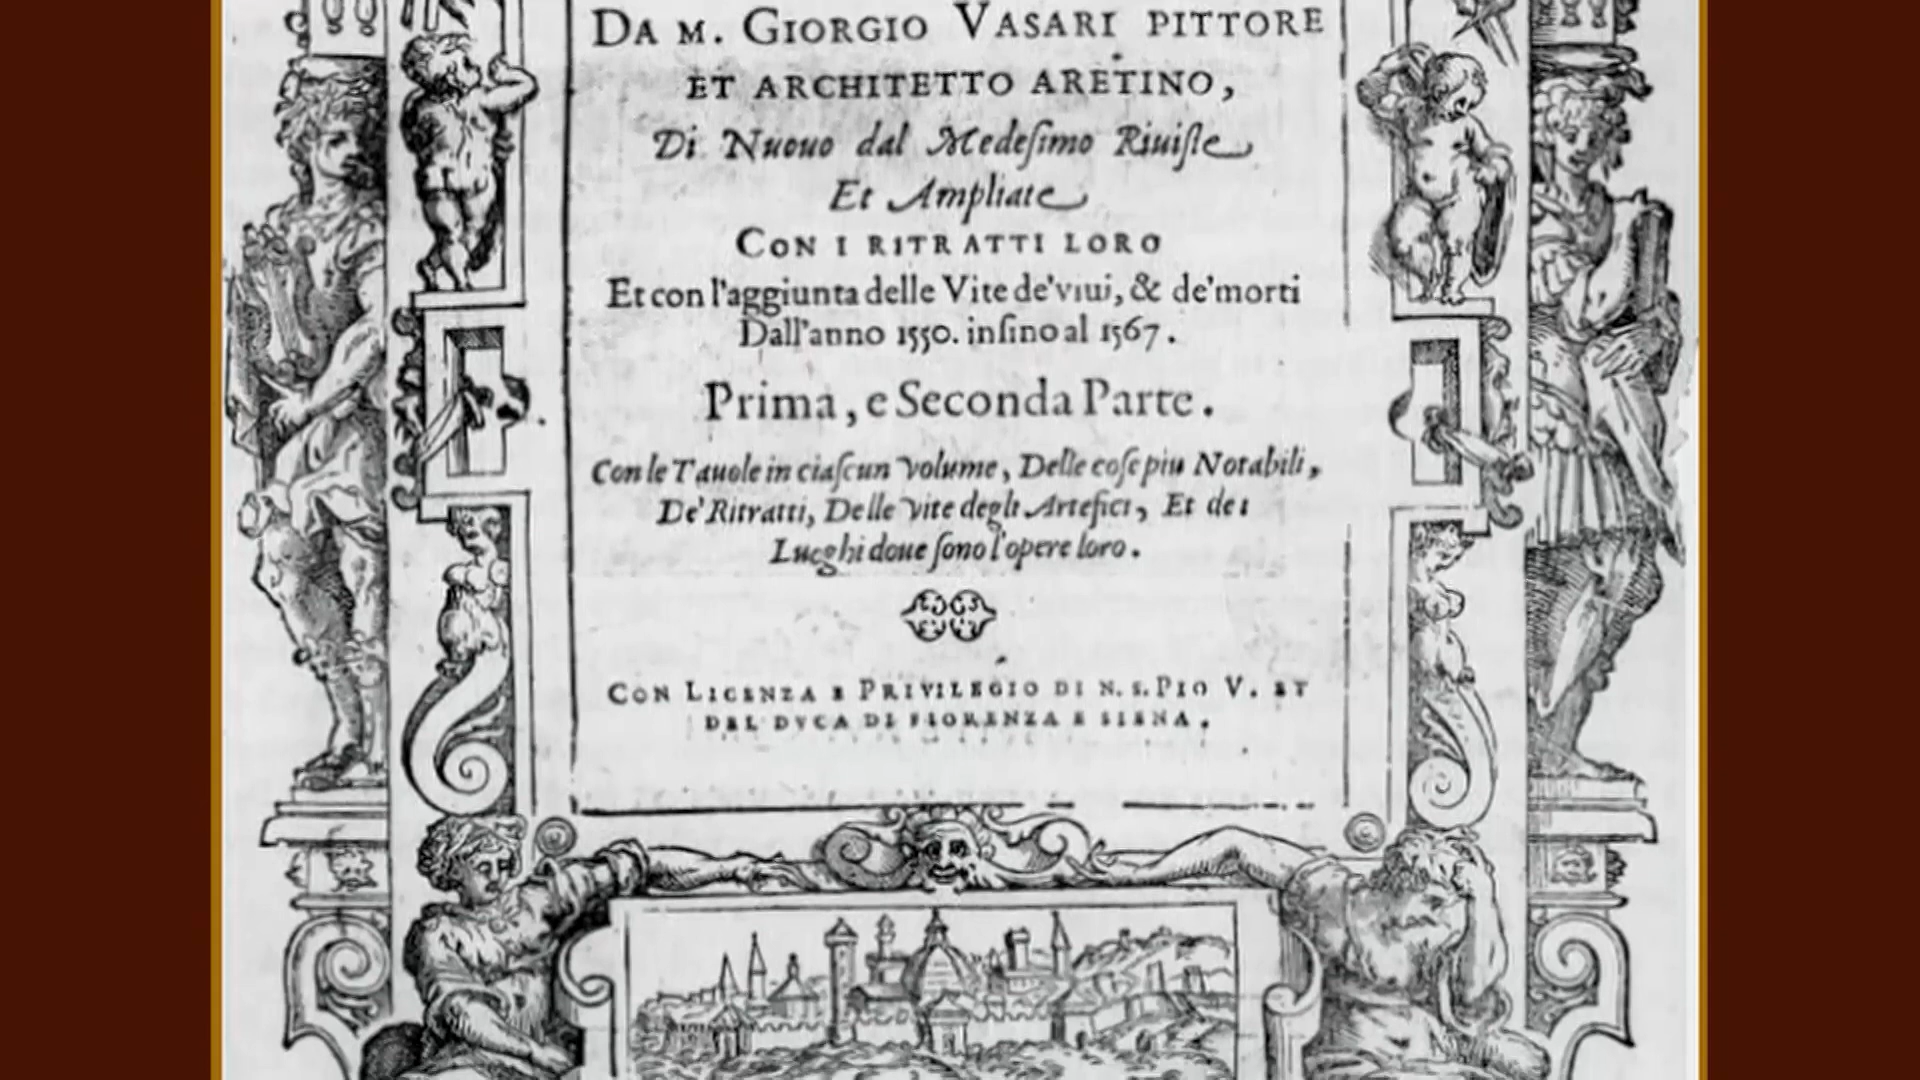 DA M. GIORGIO VASARI PITTORE
ET ARCHITETTO ARETINO,
Di Nuouo dal Medeſimo Riuiſte
Et Ampliate
CON I RITRATTI LORO
Et con l'aggiunta delle Vite de'viui, & de'morti
Dall'anno 1550. inſino al 1567.
Prima, e Seconda Parte.
Con le Tauole in ciaſcun volume, Delle coſe piu Notabili,
De' Ritratti, Delle vite degli Artefici, Et dei
Luoghi doue ſono l'opere loro.
CON LICENZA E PRIVILEGIO DI N. S. PIO V. ET
DEL DVCA DI FIORENZA E SIENA.